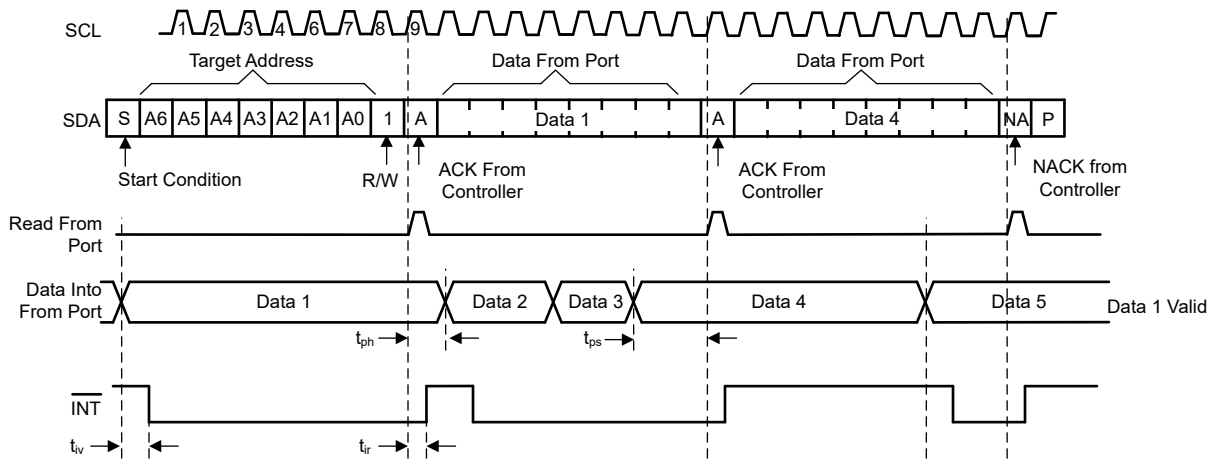 SCL
1 2 3 4 6 7 8 9
Target Address
Data From Port
Data From Port
SDA
S A6 A5 A4 A3 A2 A1 A0 1 A Data 1 A Data 4 NA P
Start Condition
R/W
ACK From
Controller
ACK From
Controller
NACK from
Controller
Read From
Port
Data Into
From Port
Data 1 Data 2 Data 3 Data 4 Data 5
Data 1 Valid
tph
tps
INT
tiv
tir